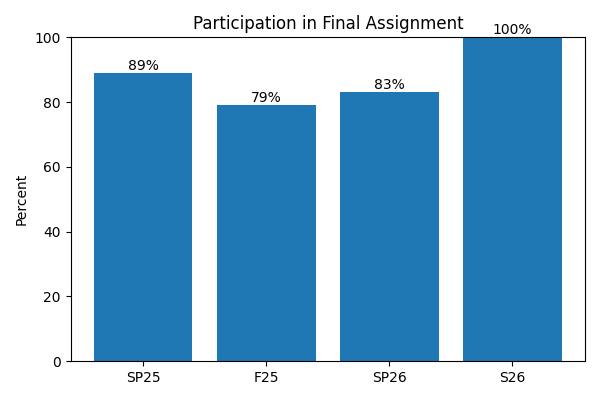 Participation in Final Assignment
100%
100
89%
83%
79%
80
60
40
20
0
Percent
SP25
F25
SP26
S26